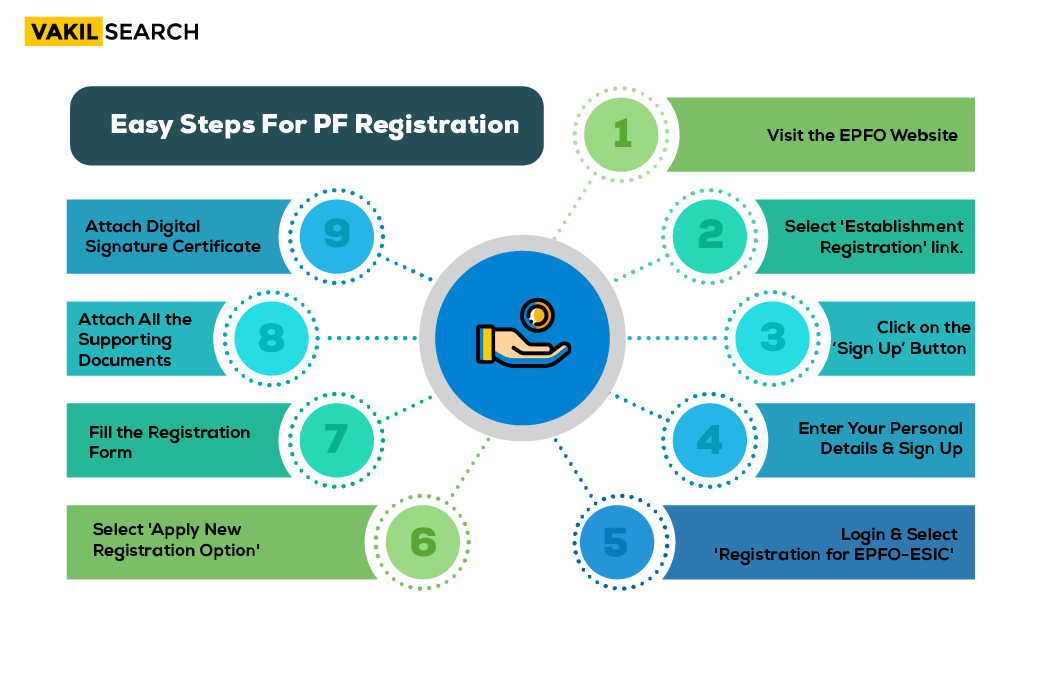 VAKILSEARCH
Easy Steps For PF Registration
1
Visit the EPFO Website
2
Select 'Establishment
Registration' link.
3
Click on the
‘Sign Up’ Button
4
Enter Your Personal
Details & Sign Up
5
Login & Select
'Registration for EPFO-ESIC'
6
Select 'Apply New
Registration Option'
7
Fill the Registration
Form
8
Attach All the
Supporting
Documents
9
Attach Digital
Signature Certificate